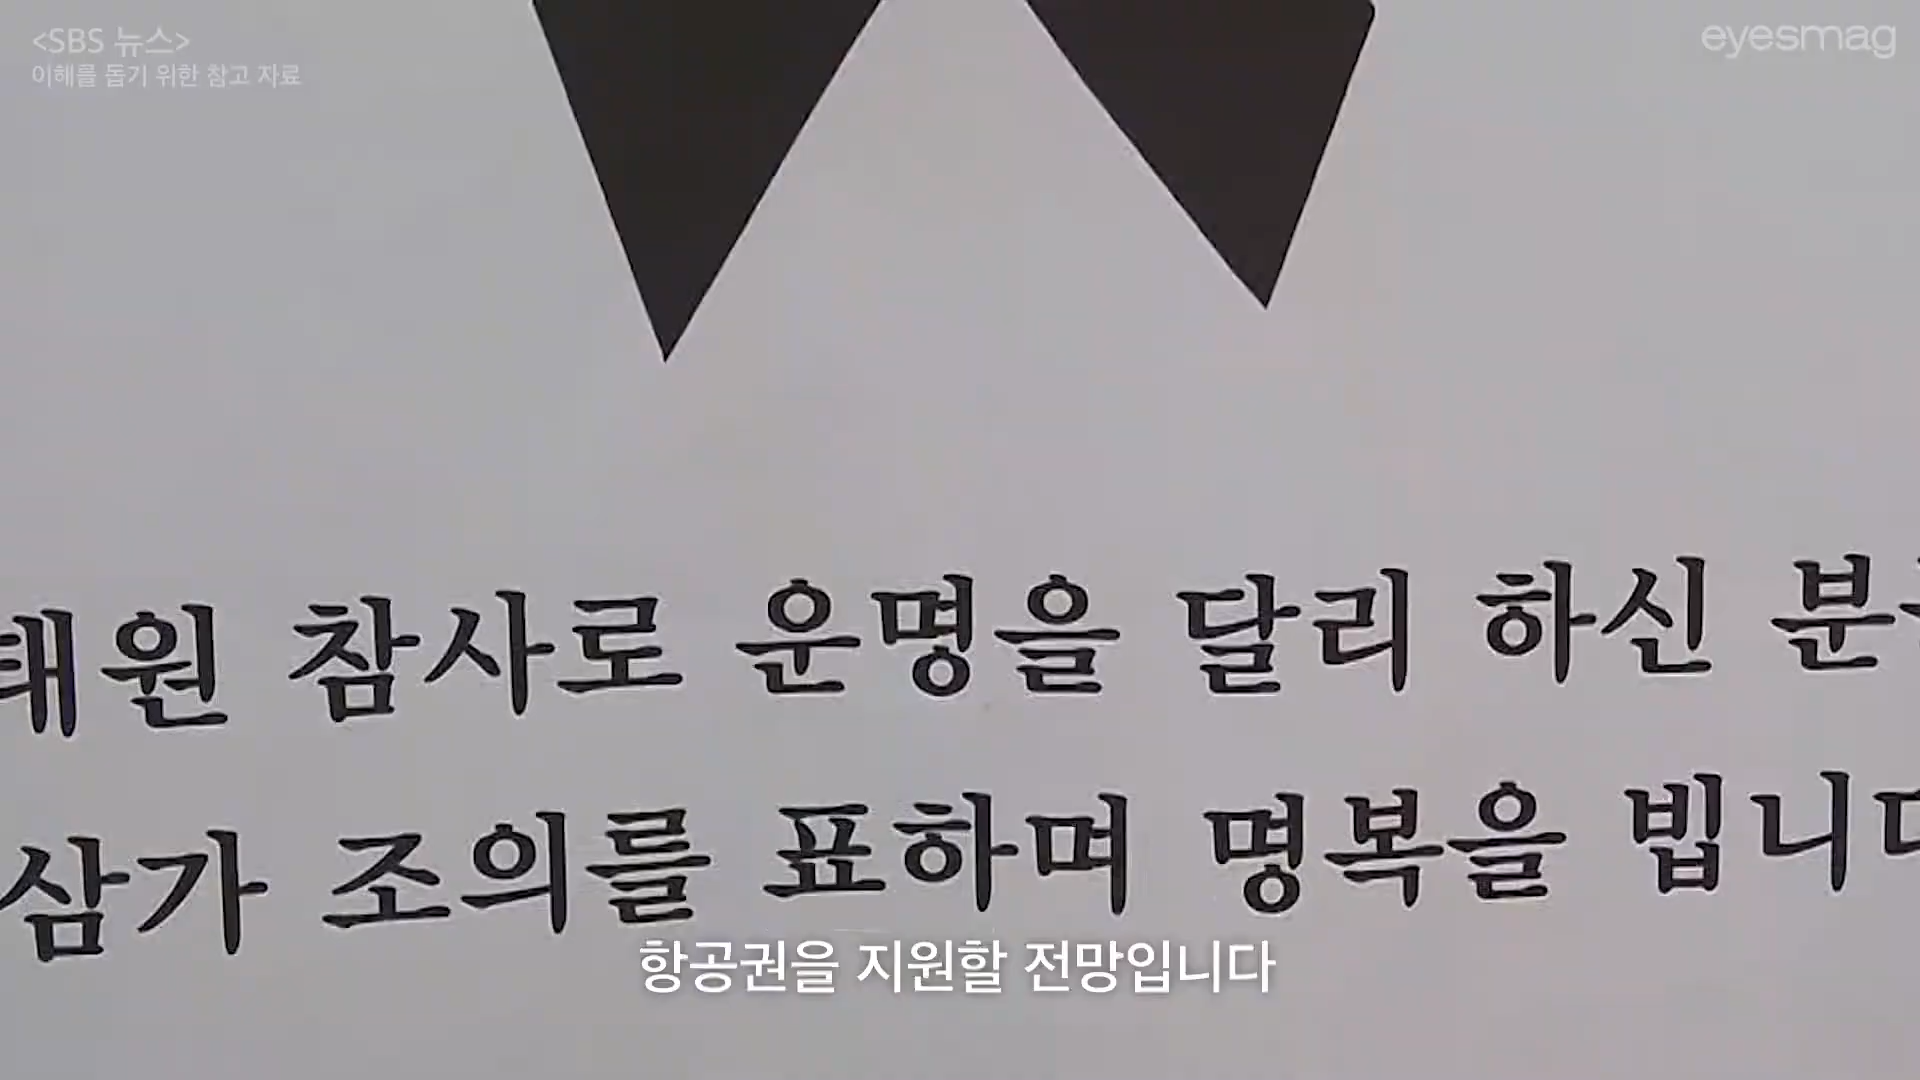 <SBS 뉴스>
이해를 돕기 위한 참고 자료
eyesmag
태원 참사로 운명을 달리 하신 분
삼가 조의를 표하며 명복을 빕니다
항공권을 지원할 전망입니다